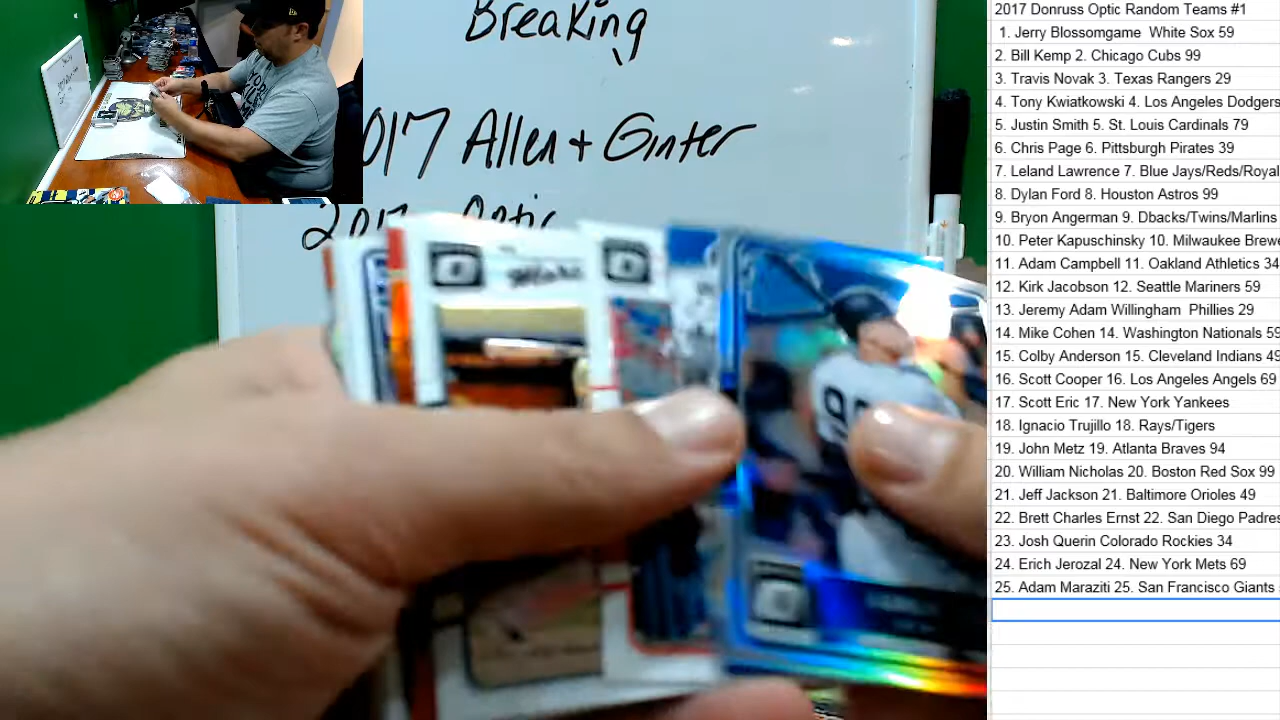 Breaking
017 Allen + Ginter
2017 Optic
2017 Donruss Optic Random Teams #1
1. Jerry Blossomgame White Sox 59
2. Bill Kemp 2. Chicago Cubs 99
3. Travis Novak 3. Texas Rangers 29
4. Tony Kwiatkowski 4. Los Angeles Dodgers
5. Justin Smith 5. St. Louis Cardinals 79
6. Chris Page 6. Pittsburgh Pirates 39
7. Leland Lawrence 7. Blue Jays/Reds/Royal
8. Dylan Ford 8. Houston Astros 99
9. Bryon Angerman 9. Dbacks/Twins/Marlins
10. Peter Kapuschinsky 10. Milwaukee Brewe
11. Adam Campbell 11. Oakland Athletics 34
12. Kirk Jacobson 12. Seattle Mariners 59
13. Jeremy Adam Willingham Phillies 29
14. Mike Cohen 14. Washington Nationals 55
15. Colby Anderson 15. Cleveland Indians 49
16. Scott Cooper 16. Los Angeles Angels 69
17. Scott Eric 17. New York Yankees
18. Ignacio Trujillo 18. Rays/Tigers
19. John Metz 19. Atlanta Braves 94
20. William Nicholas 20. Boston Red Sox 99
21. Jeff Jackson 21. Baltimore Orioles 49
22. Brett Charles Ernst 22. San Diego Padres
23. Josh Querin Colorado Rockies 34
24. Erich Jerozal 24. New York Mets 69
25. Adam Maraziti 25. San Francisco Giants